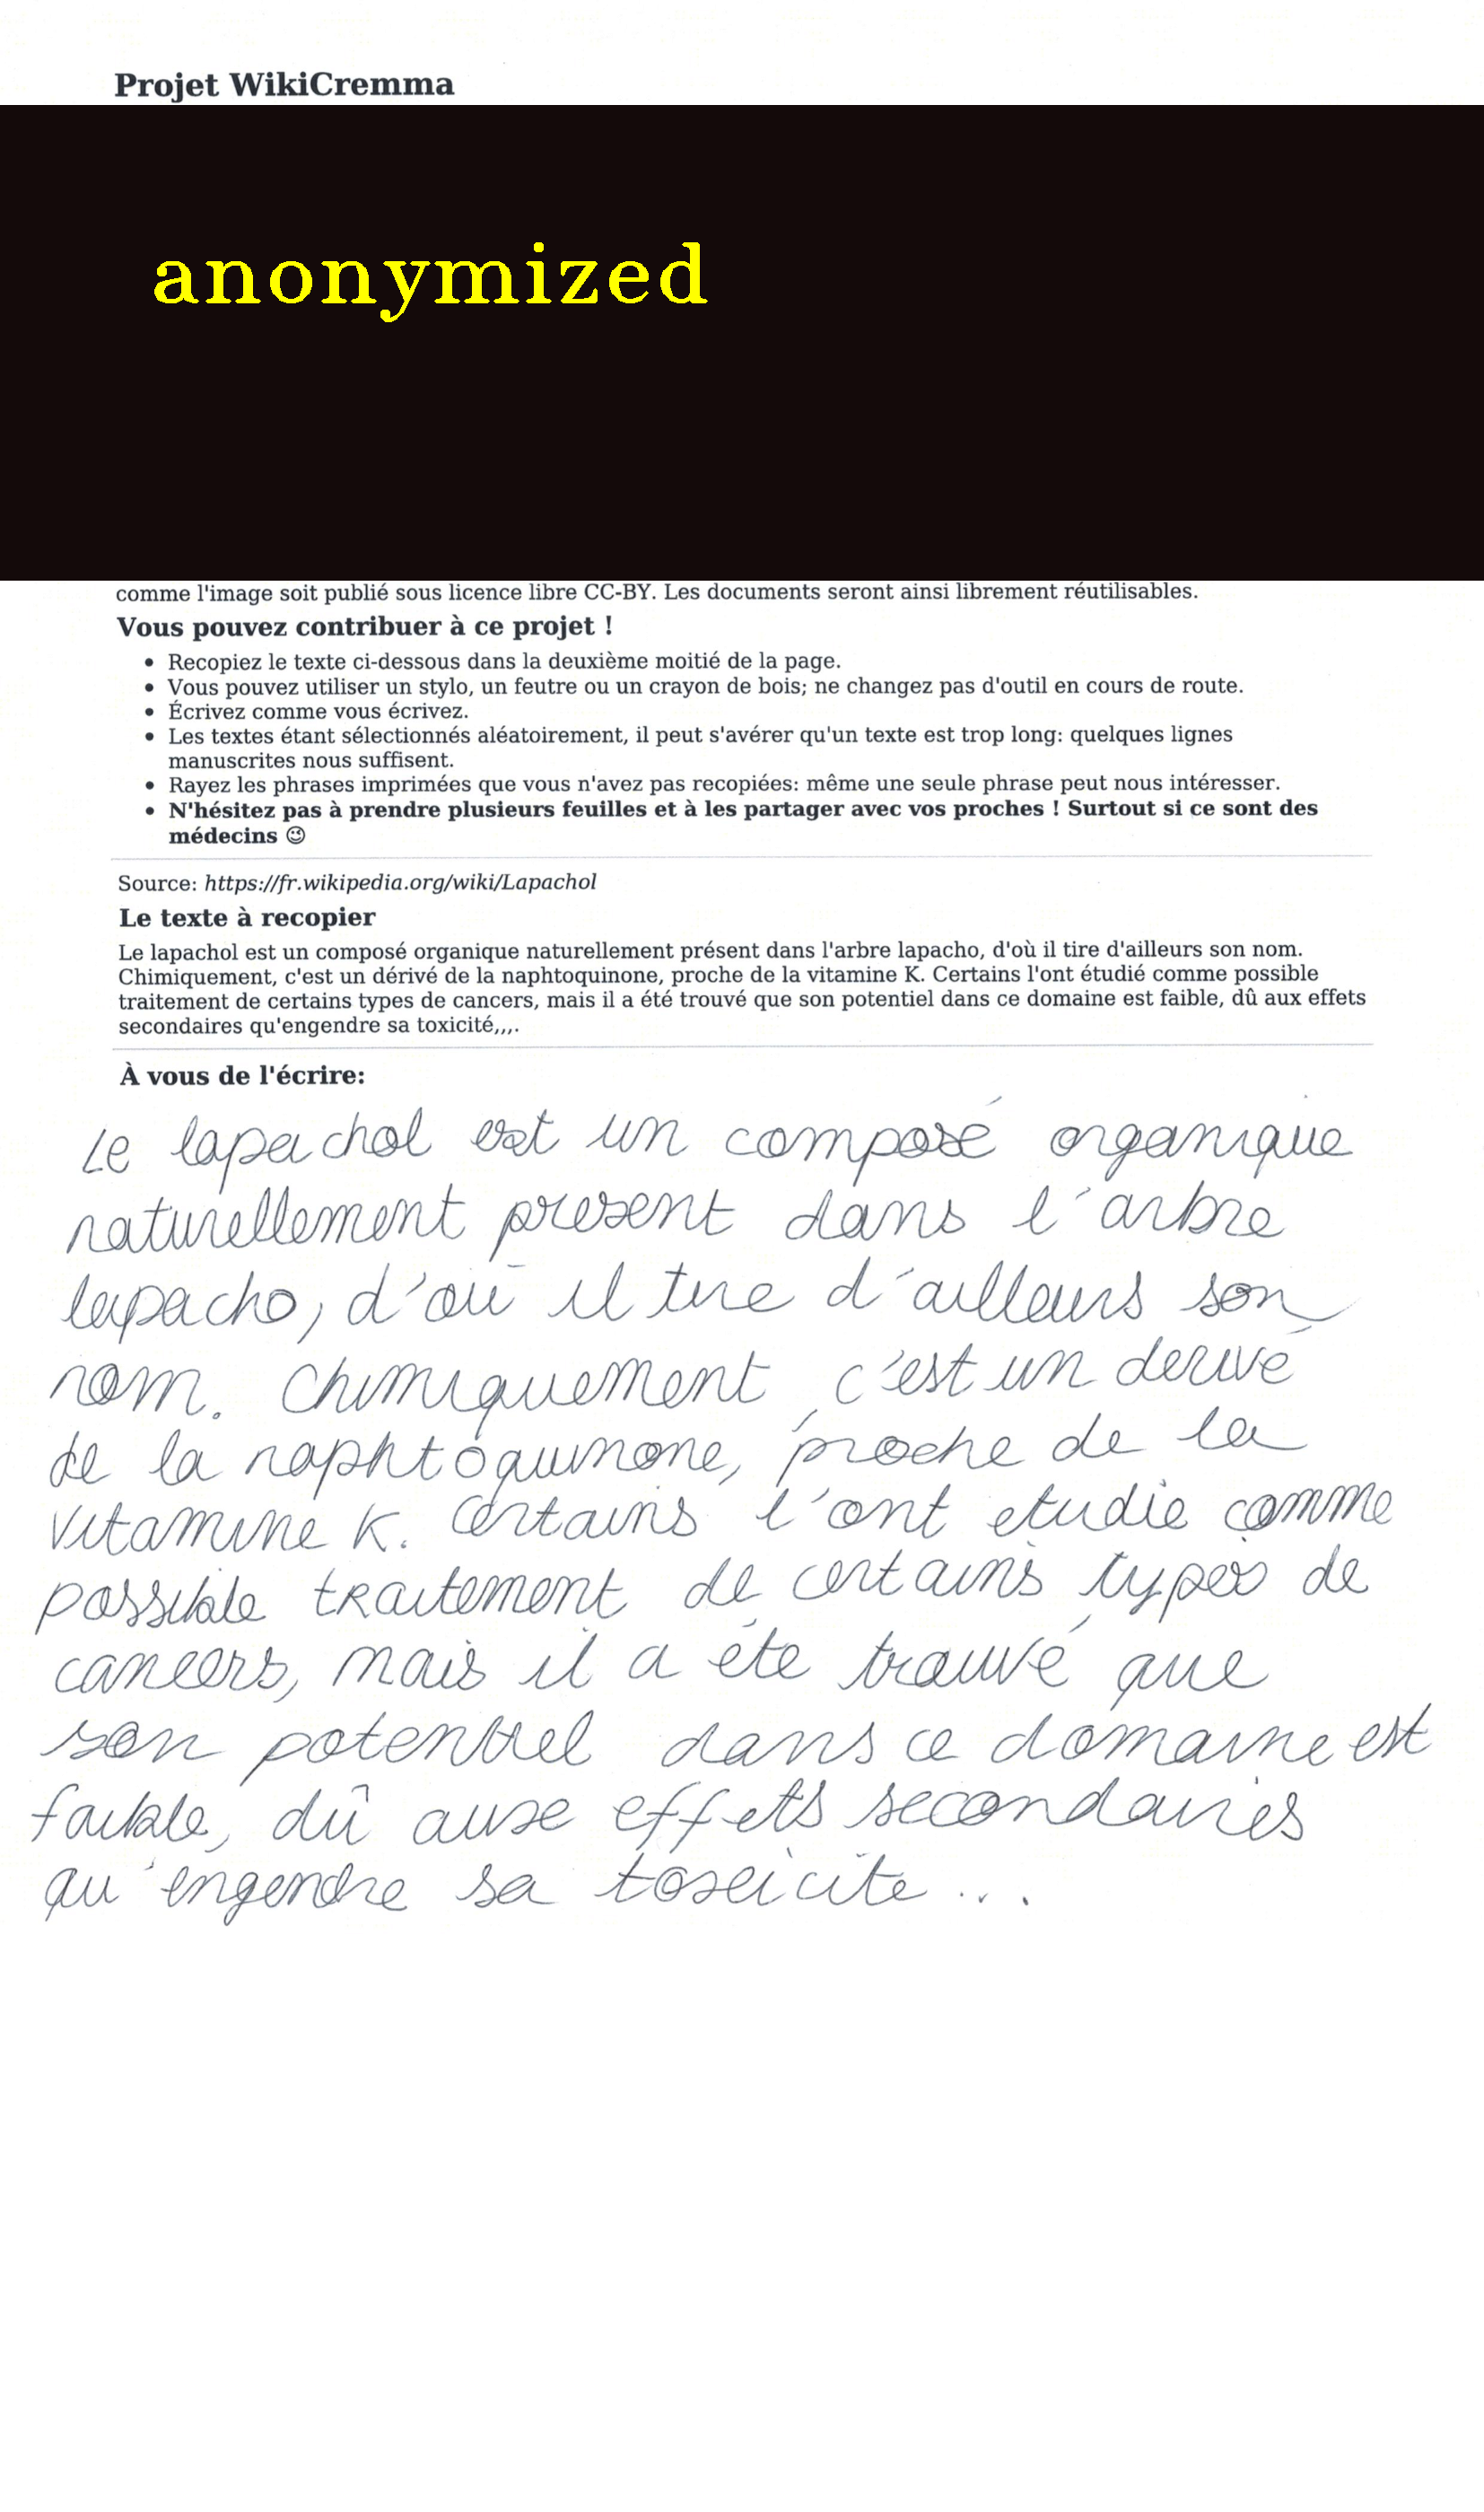 Projet WikiCremma
anonymized
comme l'image soit publié sous licence libre CC-BY. Les documents seront ainsi librement réutilisables.
Vous pouvez contribuer à ce projet !
• Recopiez le texte ci-dessous dans la deuxième moitié de la page.
• Vous pouvez utiliser un stylo, un feutre ou un crayon de bois; ne changez pas d'outil en cours de route.
• Écrivez comme vous écrivez.
• Les textes étant sélectionnés aléatoirement, il peut s'avérer qu'un texte est trop long: quelques lignes
manuscrites nous suffisent.
• Rayez les phrases imprimées que vous n'avez pas recopiées: même une seule phrase peut nous intéresser.
• N'hésitez pas à prendre plusieurs feuilles et à les partager avec vos proches ! Surtout si ce sont des
médecins 😉
Source: https://fr.wikipedia.org/wiki/Lapachol
Le texte à recopier
Le lapachol est un composé organique naturellement présent dans l'arbre lapacho, d'où il tire d'ailleurs son nom.
Chimiquement, c'est un dérivé de la naphtoquinone, proche de la vitamine K. Certains l'ont étudié comme possible
traitement de certains types de cancers, mais il a été trouvé que son potentiel dans ce domaine est faible, dû aux effets
secondaires qu'engendre sa toxicité,,,.
À vous de l'écrire:
Le lapachol est un composé organique
naturellement present dans l'arbre
lapacho, d'où il tire d'ailleurs son
nom. Chimiquement, c'est un derivé
de la naphtoquinone, proche de la
vitamine K. Certains l'ont etudié comme
possible traitement de certains types de
cancers, mais il a éte trouvé que
son potentiel dans ce domaine est
faible, dû aux effets secondaires
qu'engendre sa toxicite...